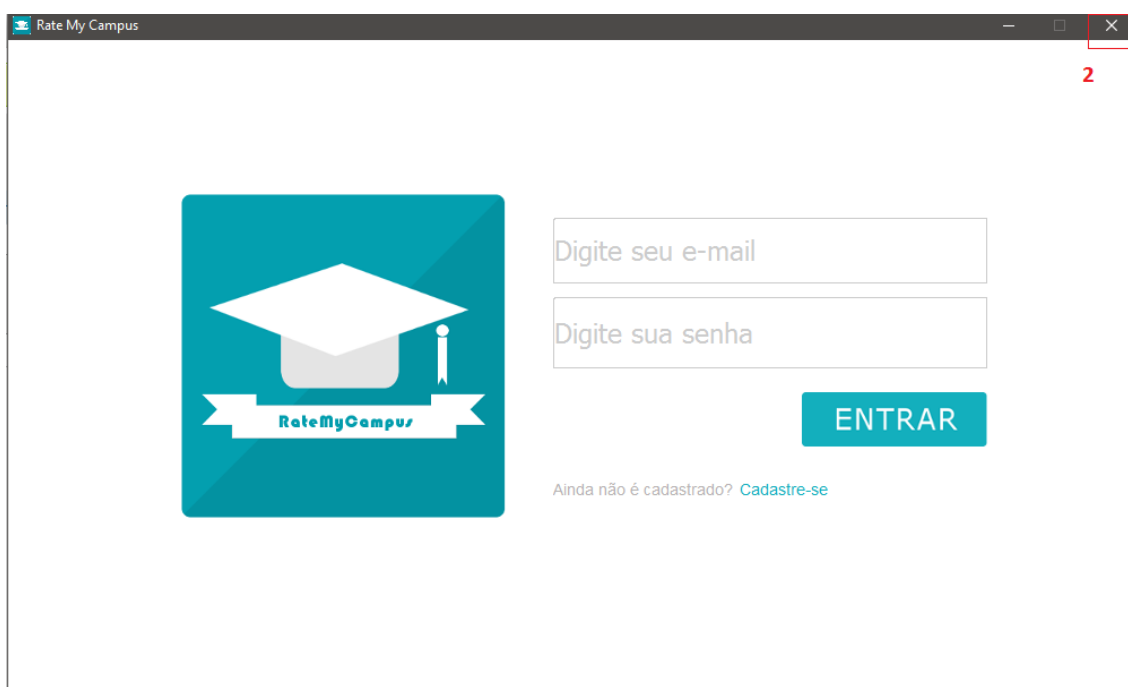 Rate My Campus
2
Digite seu e-mail
Digite sua senha
RateMyCampus
ENTRAR
Ainda não é cadastrado? Cadastre-se